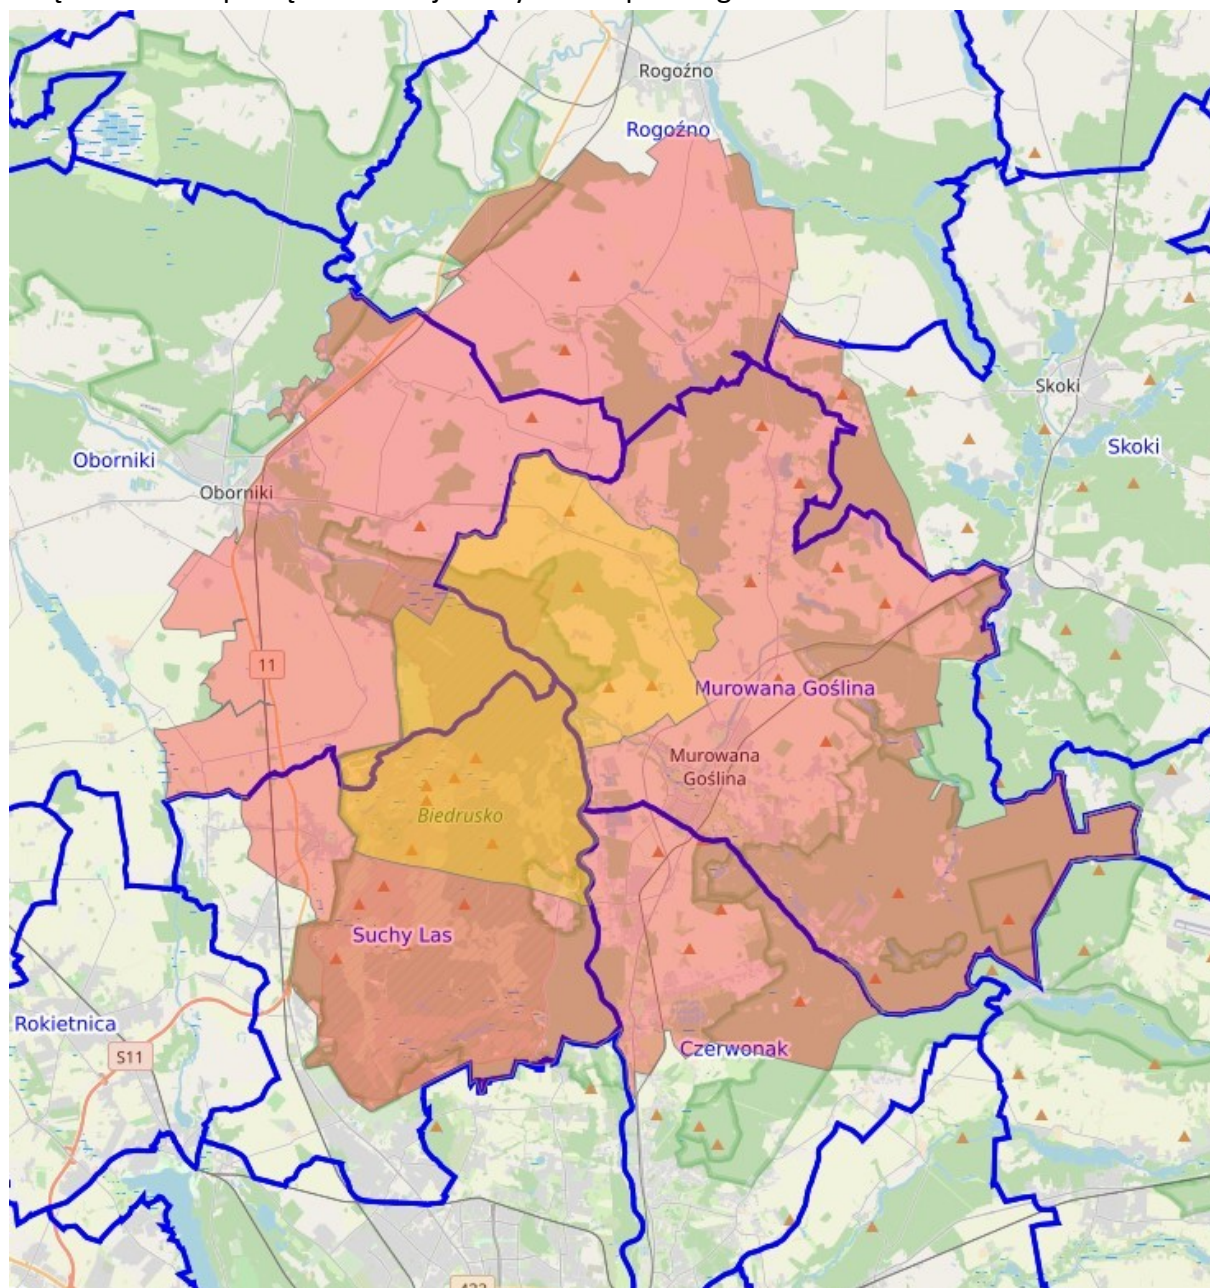 Rogoźno
Rogoźno
Skoki
Skoki
Oborniki
Oborniki
11
Murowana Goślina
Murowana
Goślina
Biedrusko
Suchy Las
Rokietnica
S11
Czerwonak